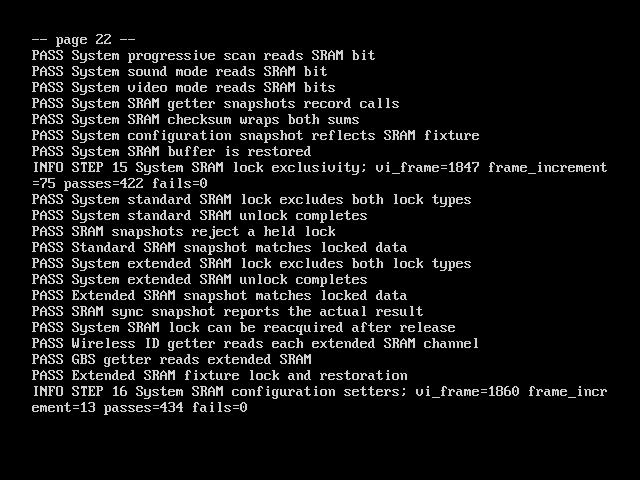 -- page 22 --
PASS System progressive scan reads SRAM bit
PASS System sound mode reads SRAM bit
PASS System video mode reads SRAM bits
PASS System SRAM getter snapshots record calls
PASS System SRAM checksum wraps both sums
PASS System configuration snapshot reflects SRAM fixture
PASS System SRAM buffer is restored
INFO STEP 15 System SRAM lock exclusivity; vi_frame=1847 frame_increment
=75 passes=422 fails=0
PASS System standard SRAM lock excludes both lock types
PASS System standard SRAM unlock completes
PASS SRAM snapshots reject a held lock
PASS Standard SRAM snapshot matches locked data
PASS System extended SRAM lock excludes both lock types
PASS System extended SRAM unlock completes
PASS Extended SRAM snapshot matches locked data
PASS SRAM sync snapshot reports the actual result
PASS System SRAM lock can be reacquired after release
PASS Wireless ID getter reads each extended SRAM channel
PASS GBS getter reads extended SRAM
PASS Extended SRAM fixture lock and restoration
INFO STEP 16 System SRAM configuration setters; vi_frame=1860 frame_incr
ement=13 passes=434 fails=0